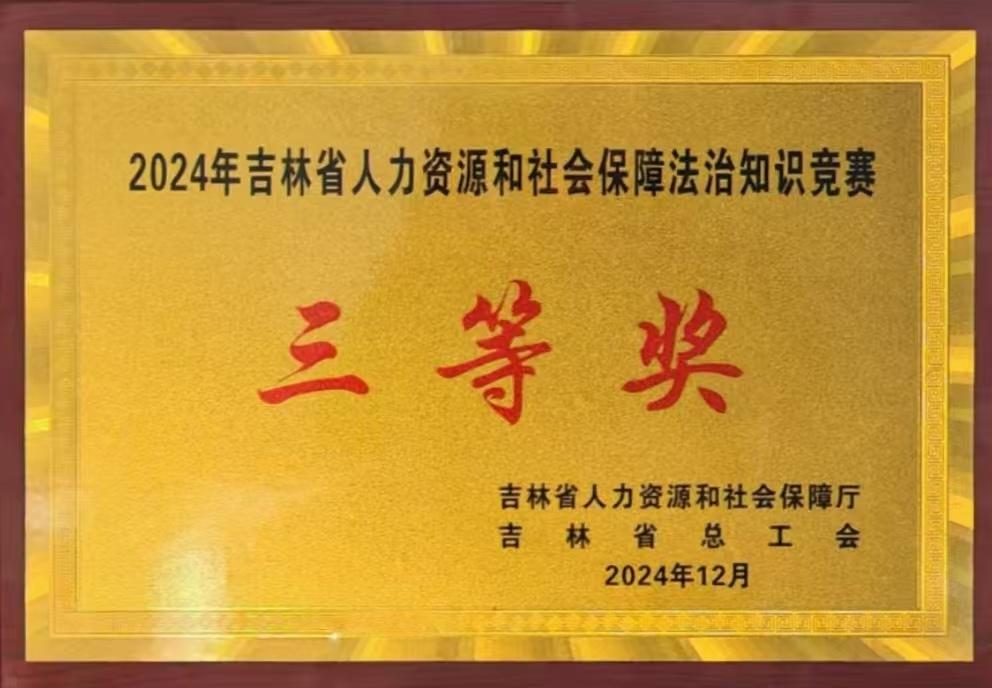 2024年吉林省人力资源和社会保障法治知识竞赛
三等奖
吉林省人力资源和社会保障厅
吉林省总工会
2024年12月